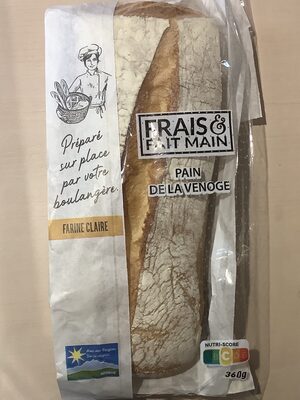 Préparé
sur place
par votre
boulangère.
FARINE CLAIRE
FRAIS &
FAIT MAIN
PAIN
DE LA VENOGE
NUTRI-SCORE
C
360g